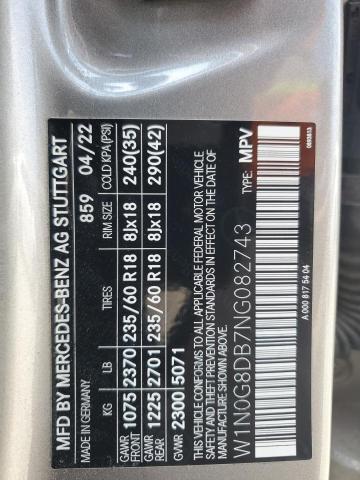 MFD BY MERCEDES-BENZ AG STUTTGART
MADE IN GERMANY 859 04/22
KG LB TIRES RIM SIZE COLD KPA(PSI)
GAWR FRONT 1075 2370 235/60 R18 8Jx18 240(35)
GAWR REAR 1225 2701 235/60 R18 8Jx18 290(42)
GVWR 2300 5071
THIS VEHICLE CONFORMS TO ALL APPLICABLE FEDERAL MOTOR VEHICLE
SAFETY AND THEFT PREVENTION STANDARDS IN EFFECT ON THE DATE OF
MANUFACTURE SHOWN ABOVE.
TYPE: MPV
W1N0G8DB7NG082743
A 000 817 54 04